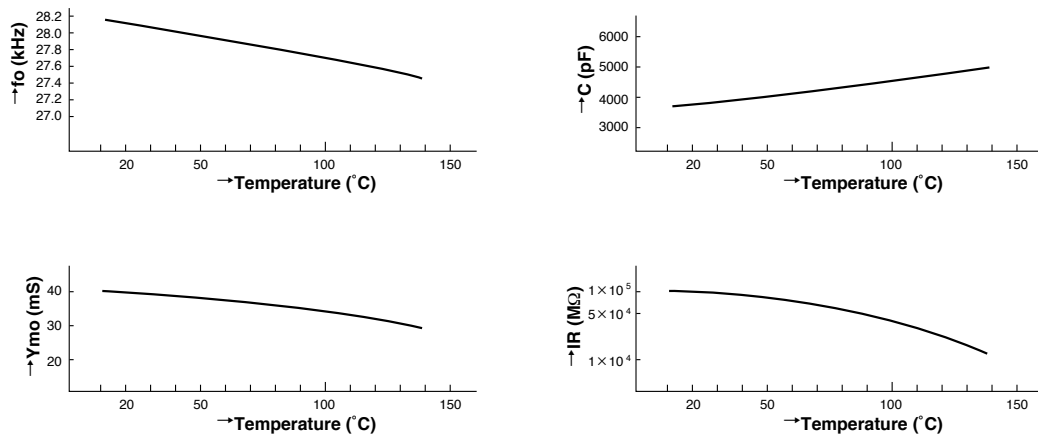 →fo (kHz)
28.2
28.0
27.8
27.6
27.4
27.2
27.0
20 50 100 150
→Temperature (˚C)
→C (pF)
6000
5000
4000
3000
20 50 100 150
→Temperature (˚C)
→Ymo (mS)
40
30
20
20 50 100 150
→Temperature (˚C)
→IR (MΩ)
1×10⁵
5×10⁴
1×10⁴
20 50 100 150
→Temperature (˚C)